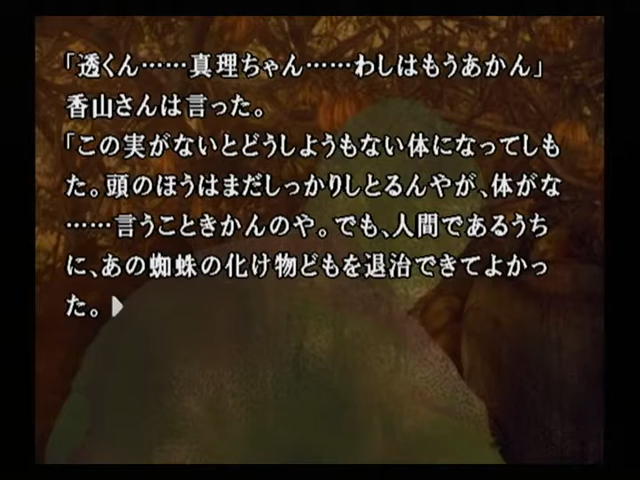 「透くん……真理ちゃん……わしはもうあかん」
香山さんは言った。
「この実がないとどうしようもない体になってしも
た。頭のほうはまだしっかりしとるんやが、体がな
……言うこときかんのや。でも、人間であるうち
に、あの蜘蛛の化け物どもを退治できてよかっ
た。